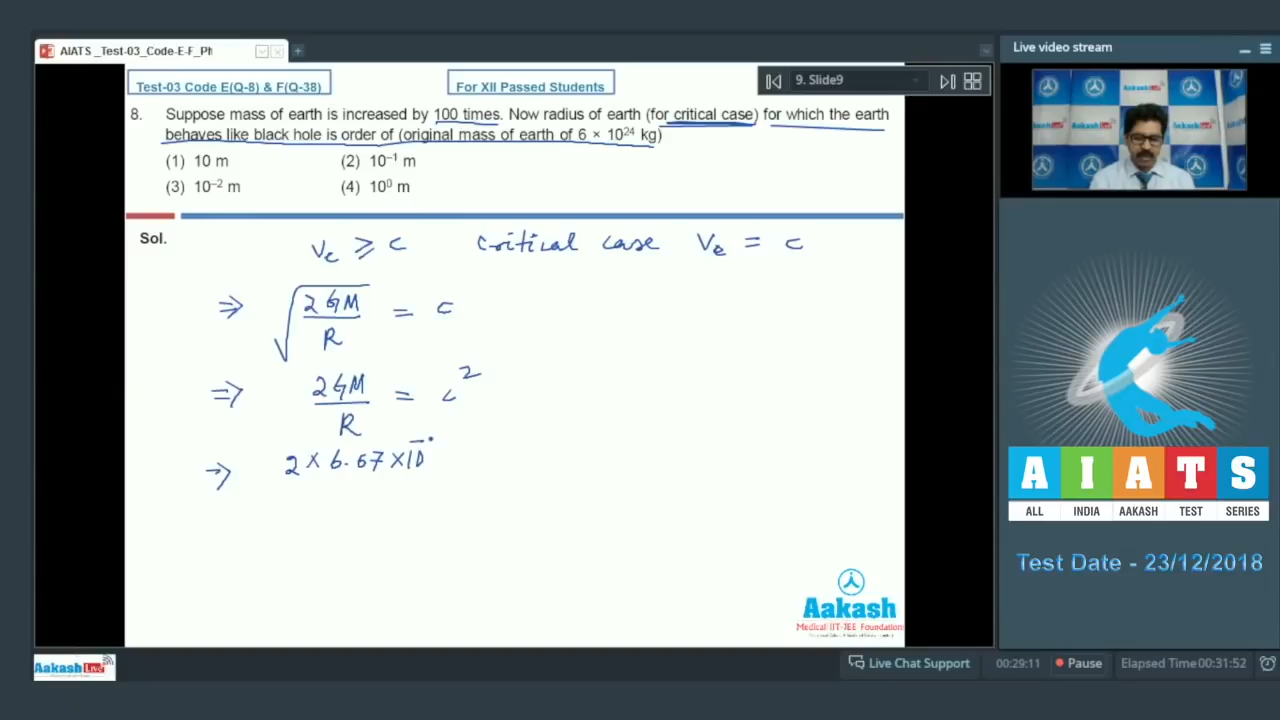 AIATS _Test-03_Code-E-F_Ph
Live video stream
Test-03 Code E(Q-8) & F(Q-38)
For XII Passed Students
9. Slide9
8. Suppose mass of earth is increased by 100 times. Now radius of earth (for critical case) for which the earth
behaves like black hole is order of (original mass of earth of 6 × 10²⁴ kg)
(1) 10 m (2) 10⁻¹ m
(3) 10⁻² m (4) 10⁰ m
Sol.
Ve ≥ c critical case Ve = c
⇒ √(2GM/R) = c
⇒ 2GM/R = c²
⇒ 2 × 6.67 × 10⁻
Aakash
Medical|IIT-JEE|Foundations
A I A T S
ALL INDIA AAKASH TEST SERIES
Test Date - 23/12/2018
Aakash Live
Live Chat Support
00:29:11
Pause
Elapsed Time 00:31:52